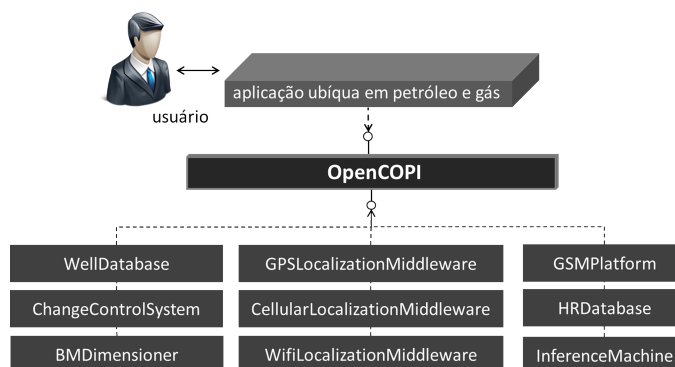 aplicação ubíqua em petróleo e gás
usuário
OpenCOPI
WellDatabase
GPSLocalizationMiddleware
GSMPlatform
ChangeControlSystem
CellularLocalizationMiddleware
HRDatabase
BMDimensioner
WifiLocalizationMiddleware
InferenceMachine